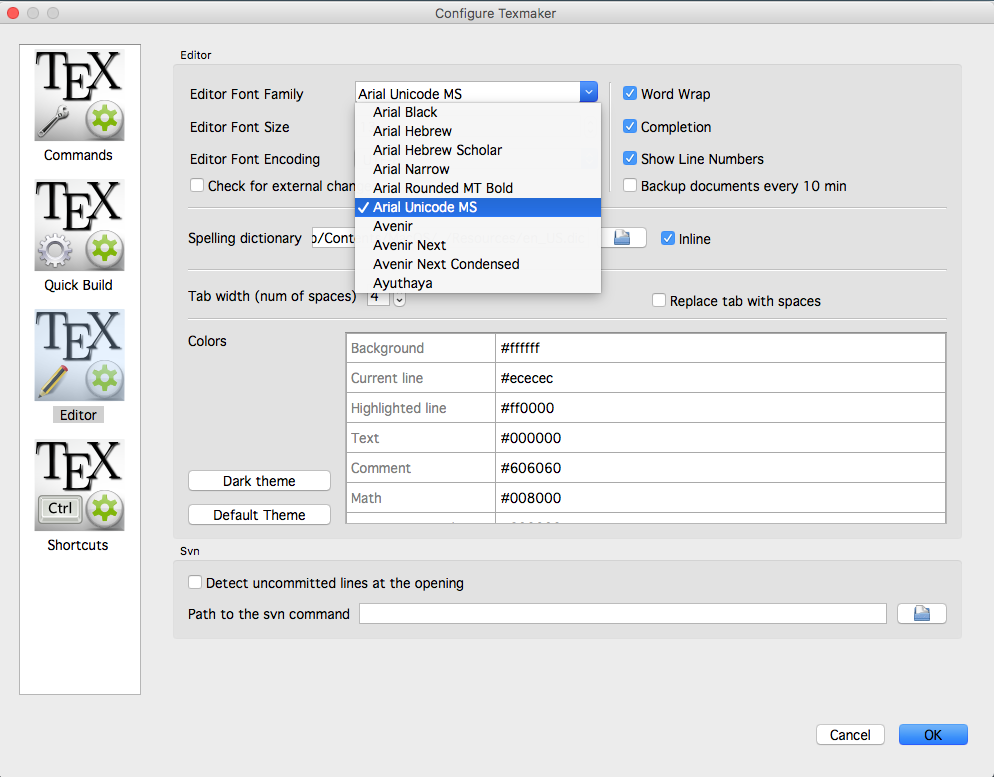 Configure Texmaker
TEX
Commands
TEX
Quick Build
TEX
Editor
TEX
Ctrl
Shortcuts
Editor
Editor Font Family
Arial Unicode MS
Arial Black
Arial Hebrew
Arial Hebrew Scholar
Arial Narrow
Arial Rounded MT Bold
✓ Arial Unicode MS
Avenir
Avenir Next
Avenir Next Condensed
Ayuthaya
Editor Font Size
Editor Font Encoding
Check for external chan
Word Wrap
Completion
Show Line Numbers
Backup documents every 10 min
Spelling dictionary
Inline
Tab width (num of spaces) 4
Replace tab with spaces
Colors
Background #ffffff
Current line #ececec
Highlighted line #ff0000
Text #000000
Comment #606060
Math #008000
Dark theme
Default Theme
Svn
Detect uncommitted lines at the opening
Path to the svn command
Cancel OK